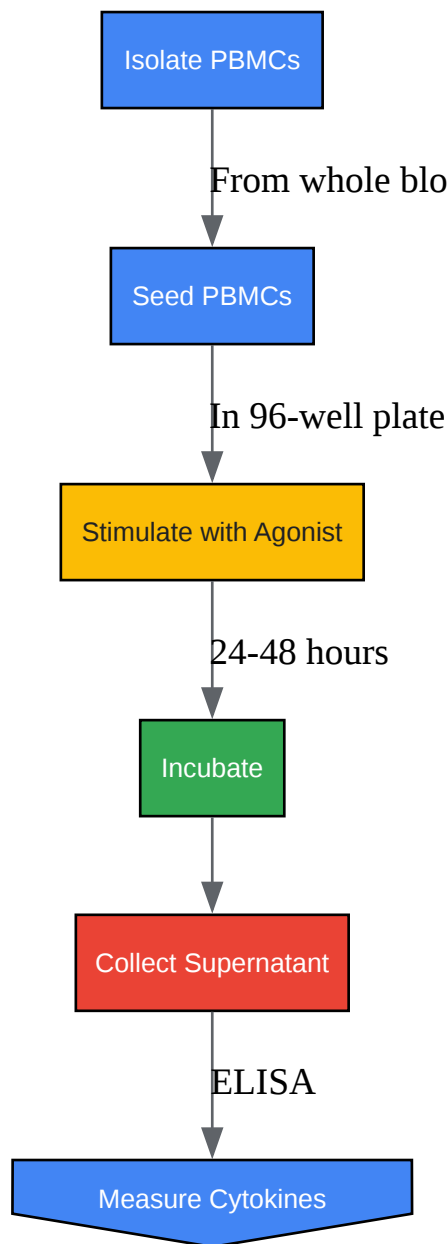 Isolate PBMCs
From whole blo
Seed PBMCs
In 96-well plate
Stimulate with Agonist
24-48 hours
Incubate
Collect Supernatant
ELISA
Measure Cytokines